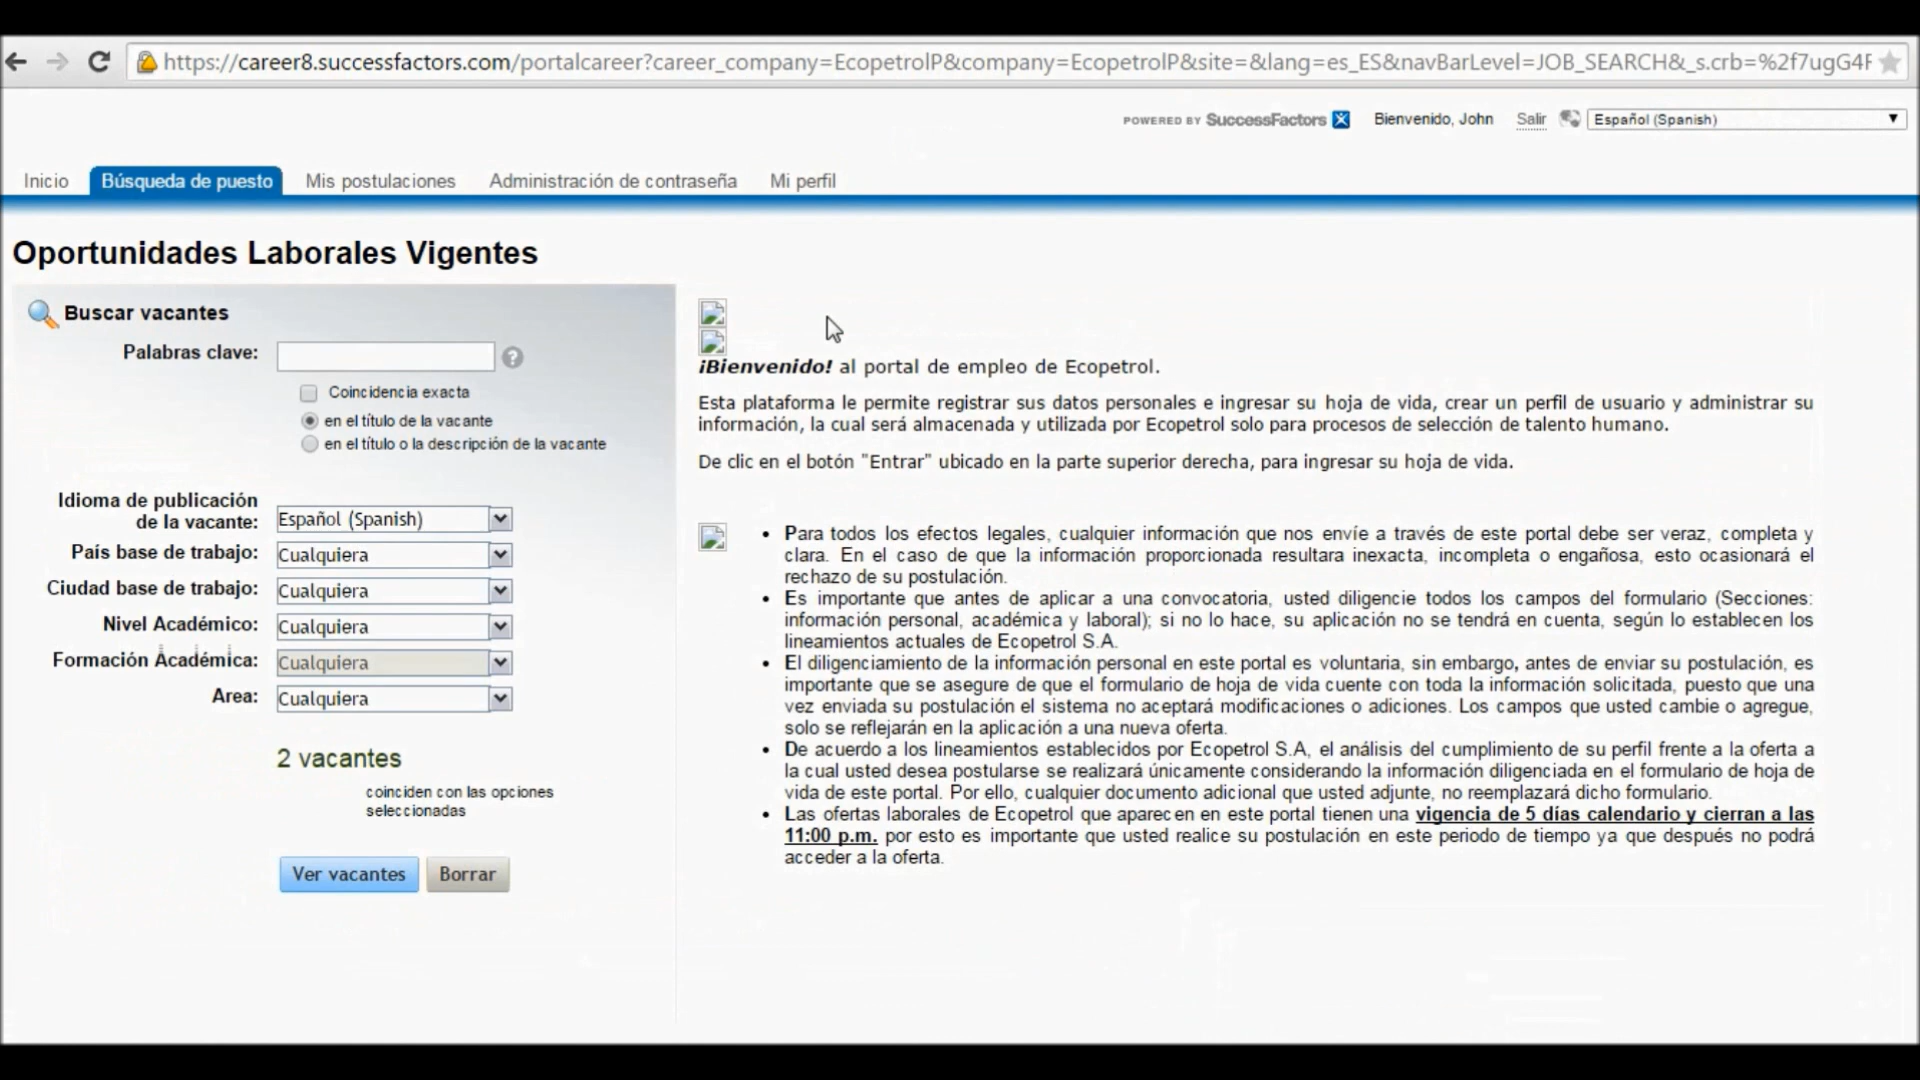 https://career8.successfactors.com/portalcareer?career_company=EcopetrolP&company=EcopetrolP&site=&lang=es_ES&navBarLevel=JOB_SEARCH&_s.crb=%2f7ugG4F
POWERED BY SuccessFactors Bienvenido, John Salir Español (Spanish)
Inicio Búsqueda de puesto Mis postulaciones Administración de contraseña Mi perfil
Oportunidades Laborales Vigentes
Buscar vacantes
Palabras clave: ?
Coincidencia exacta
en el título de la vacante
en el título o la descripción de la vacante
Idioma de publicación
de la vacante: Español (Spanish)
País base de trabajo: Cualquiera
Ciudad base de trabajo: Cualquiera
Nivel Académico: Cualquiera
Formación Académica: Cualquiera
Area: Cualquiera
2 vacantes
coinciden con las opciones
seleccionadas
Ver vacantes Borrar
¡Bienvenido! al portal de empleo de Ecopetrol.
Esta plataforma le permite registrar sus datos personales e ingresar su hoja de vida, crear un perfil de usuario y administrar su
información, la cual será almacenada y utilizada por Ecopetrol solo para procesos de selección de talento humano.
De clic en el botón "Entrar" ubicado en la parte superior derecha, para ingresar su hoja de vida.
• Para todos los efectos legales, cualquier información que nos envíe a través de este portal debe ser veraz, completa y
clara. En el caso de que la información proporcionada resultara inexacta, incompleta o engañosa, esto ocasionará el
rechazo de su postulación.
• Es importante que antes de aplicar a una convocatoria, usted diligencie todos los campos del formulario (Secciones:
información personal, académica y laboral); si no lo hace, su aplicación no se tendrá en cuenta, según lo establecen los
lineamientos actuales de Ecopetrol S.A.
• El diligenciamiento de la información personal en este portal es voluntaria, sin embargo, antes de enviar su postulación, es
importante que se asegure de que el formulario de hoja de vida cuente con toda la información solicitada, puesto que una
vez enviada su postulación el sistema no aceptará modificaciones o adiciones. Los campos que usted cambie o agregue,
solo se reflejarán en la aplicación a una nueva oferta.
• De acuerdo a los lineamientos establecidos por Ecopetrol S.A, el análisis del cumplimiento de su perfil frente a la oferta a
la cual usted desea postularse se realizará únicamente considerando la información diligenciada en el formulario de hoja de
vida de este portal. Por ello, cualquier documento adicional que usted adjunte, no reemplazará dicho formulario.
• Las ofertas laborales de Ecopetrol que aparecen en este portal tienen una vigencia de 5 días calendario y cierran a las
11:00 p.m. por esto es importante que usted realice su postulación en este periodo de tiempo ya que después no podrá
acceder a la oferta.